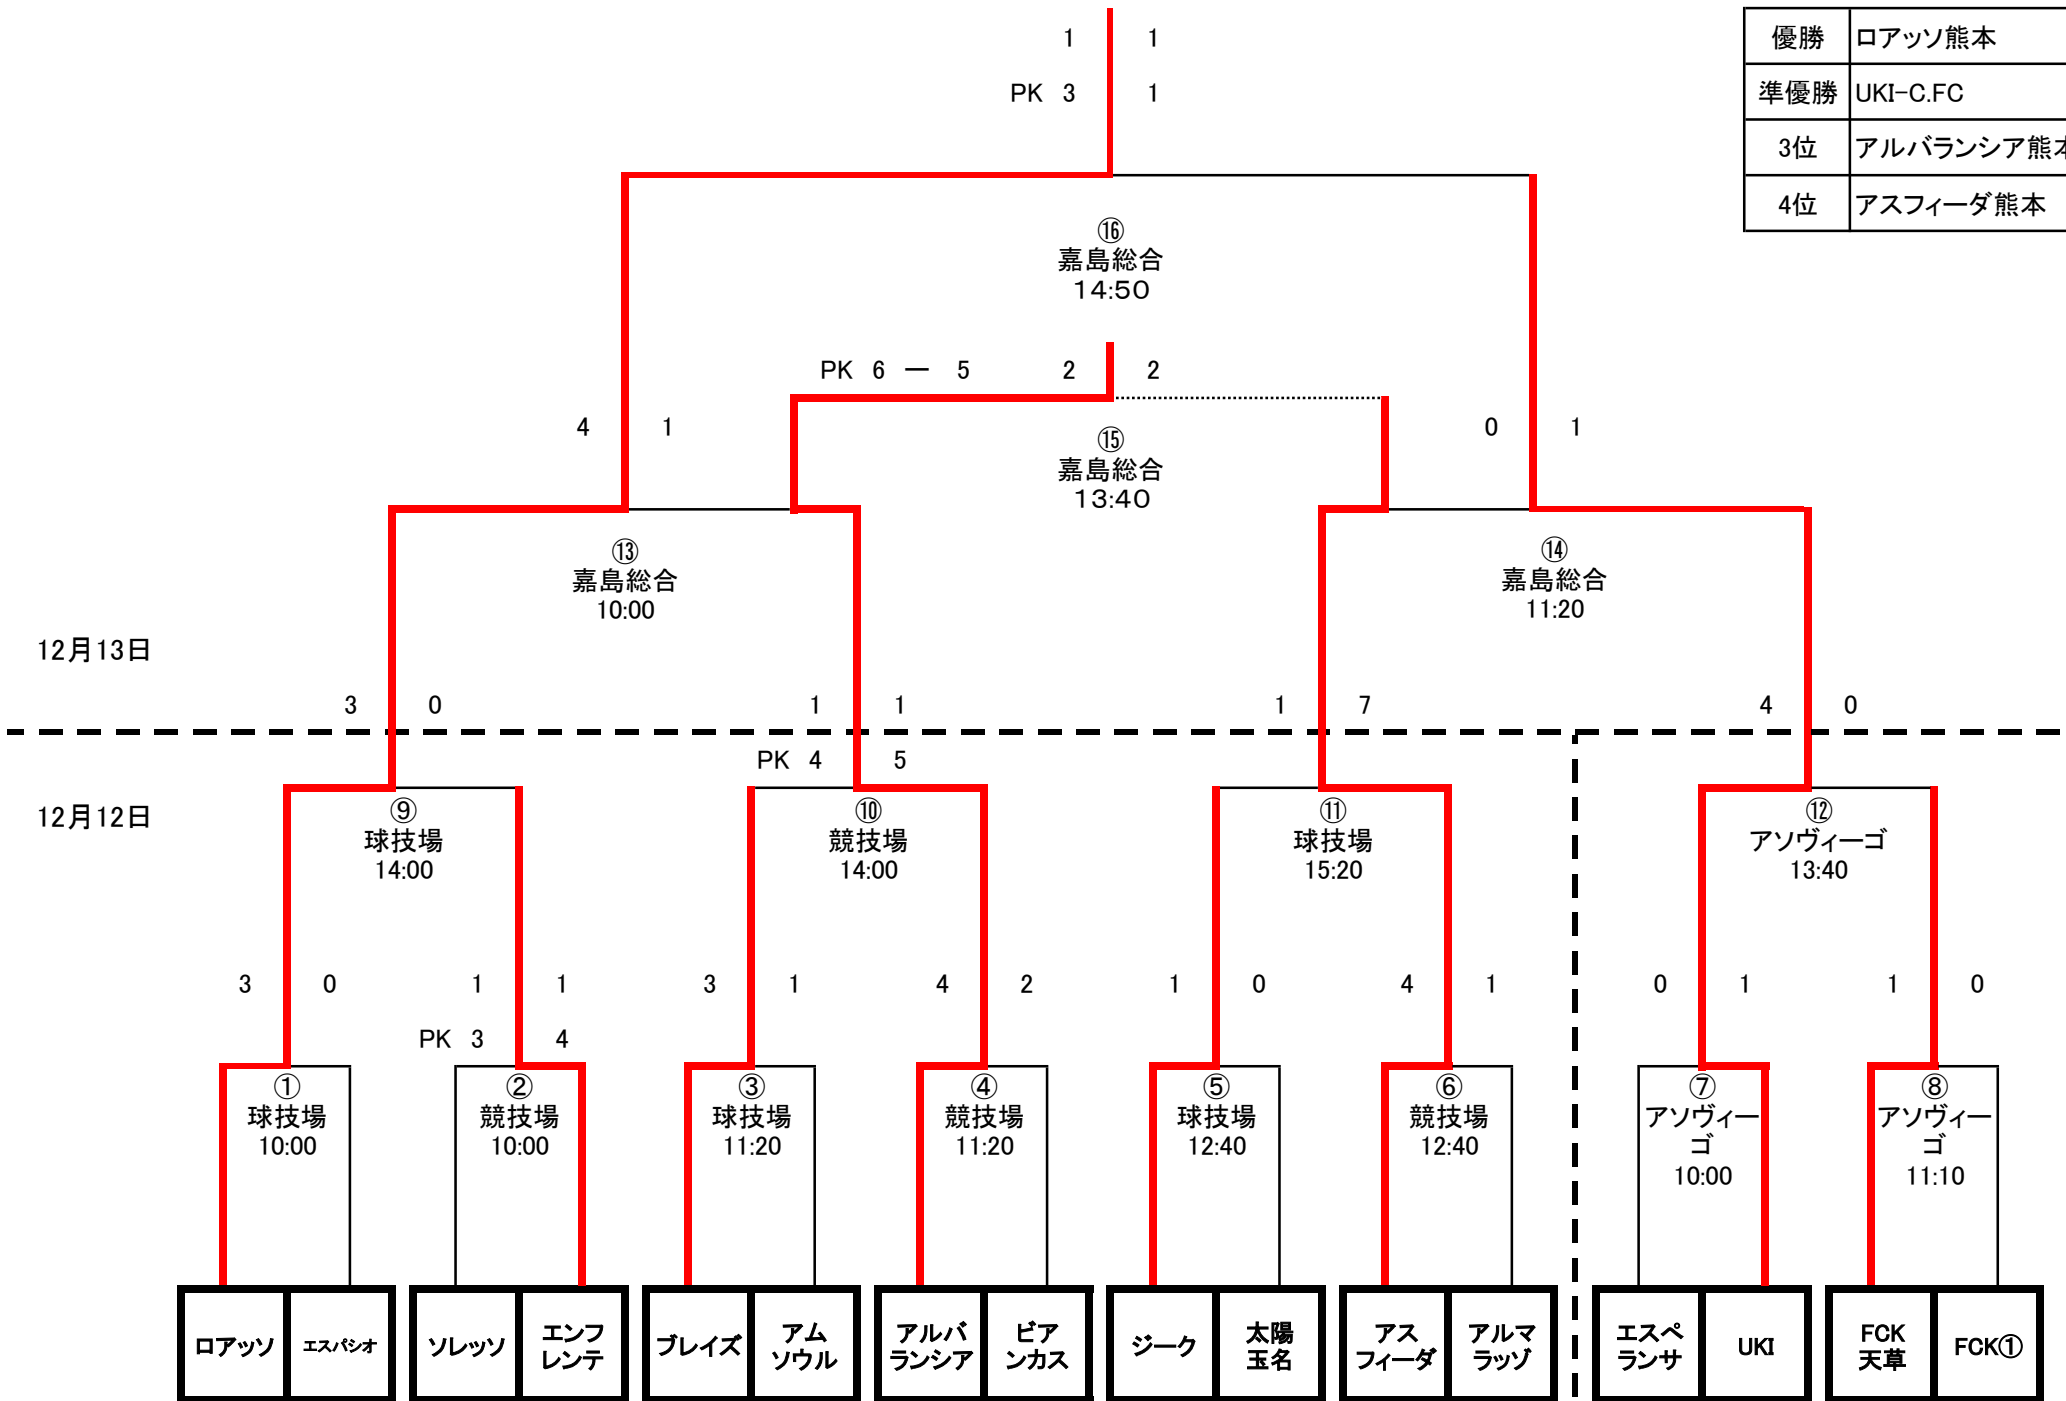 1 1
PK 3 1
優勝 ロアッソ熊本
準優勝 UKI-C.FC
3位 アルバランシア熊本
4位 アスフィーダ熊本
⑯
嘉島総合
14:50
PK 6 ー 5 2 2
4 1
0 1
⑮
嘉島総合
13:40
⑬
嘉島総合
10:00
⑭
嘉島総合
11:20
12月13日
3 0
1 1
1 7
4 0
PK 4 5
12月12日
⑨
球技場
14:00
⑩
競技場
14:00
⑪
球技場
15:20
⑫
アソヴィーゴ
13:40
3 0
1 1
3 1
4 2
1 0
4 1
0 1
1 0
PK 3 4
①
球技場
10:00
②
競技場
10:00
③
球技場
11:20
④
競技場
11:20
⑤
球技場
12:40
⑥
競技場
12:40
⑦
アソヴィー
ゴ
10:00
⑧
アソヴィー
ゴ
11:10
ロアッソ
エスパシオ
ソレッソ
エンフ
レンテ
ブレイズ
アム
ソウル
アルバ
ランシア
ビア
ンカス
ジーク
太陽
玉名
アス
フィーダ
アルマ
ラッゾ
エスペ
ランサ
UKI
FCK
天草
FCK①